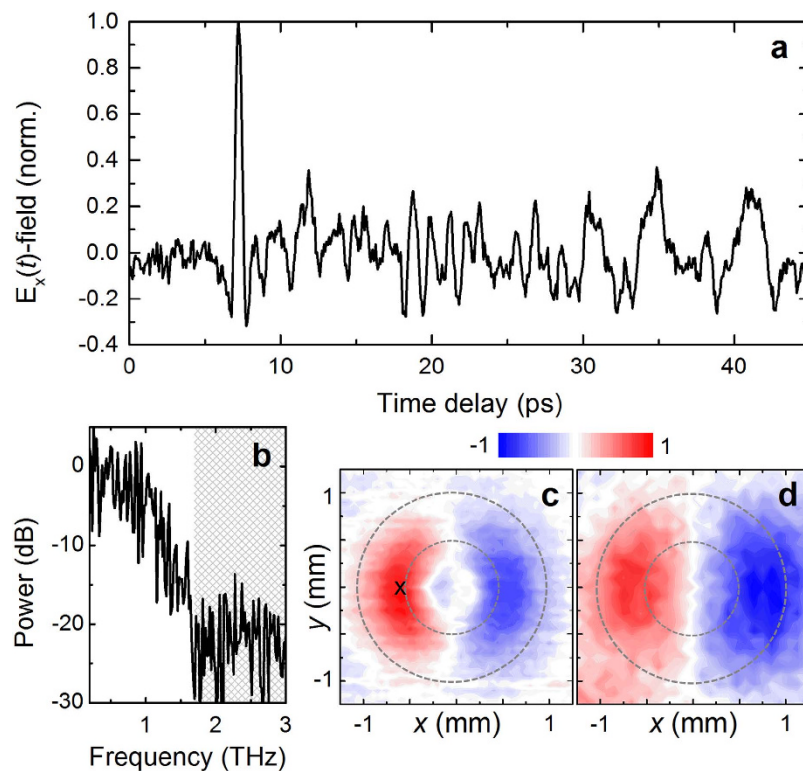 a
1.0
0.8
0.6
0.4
0.2
0.0
-0.2
-0.4
Eₓ(t)-field (norm.)
0 10 20 30 40
Time delay (ps)
b
0
-10
-20
-30
Power (dB)
1 2 3
Frequency (THz)
-1 1
c
x
1
0
-1
y (mm)
-1 x (mm) 1
d
-1 x (mm) 1